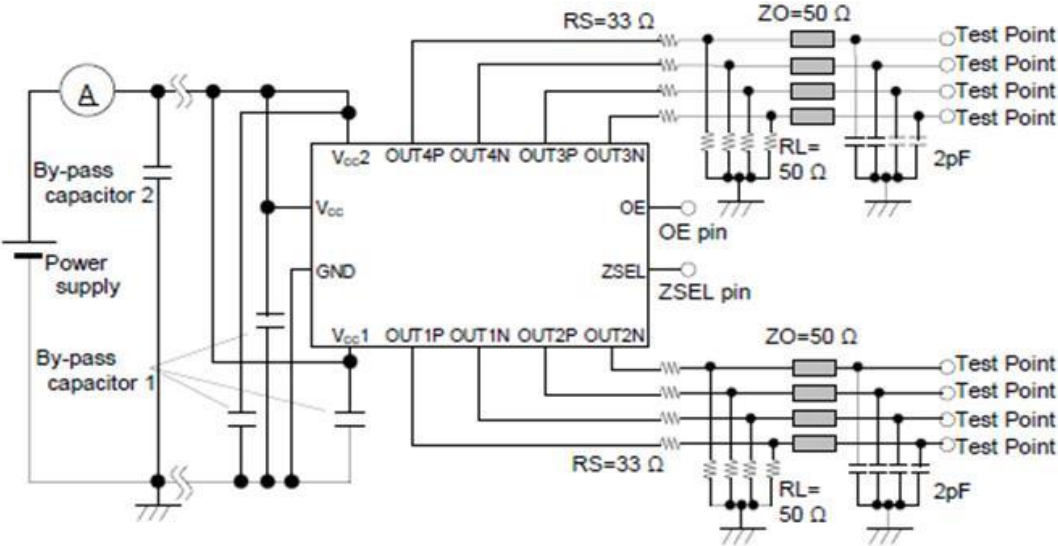 RS=33 Ω
ZO=50 Ω
Test Point
Test Point
Test Point
Test Point
A
By-pass
capacitor 2
Vcc2 OUT4P OUT4N OUT3P OUT3N
RL=
50 Ω
2pF
Vcc
OE
OE pin
Power
supply
GND
ZSEL
ZSEL pin
Vcc1 OUT1P OUT1N OUT2P OUT2N
ZO=50 Ω
By-pass
capacitor 1
Test Point
Test Point
Test Point
Test Point
RS=33 Ω
RL=
50 Ω
2pF